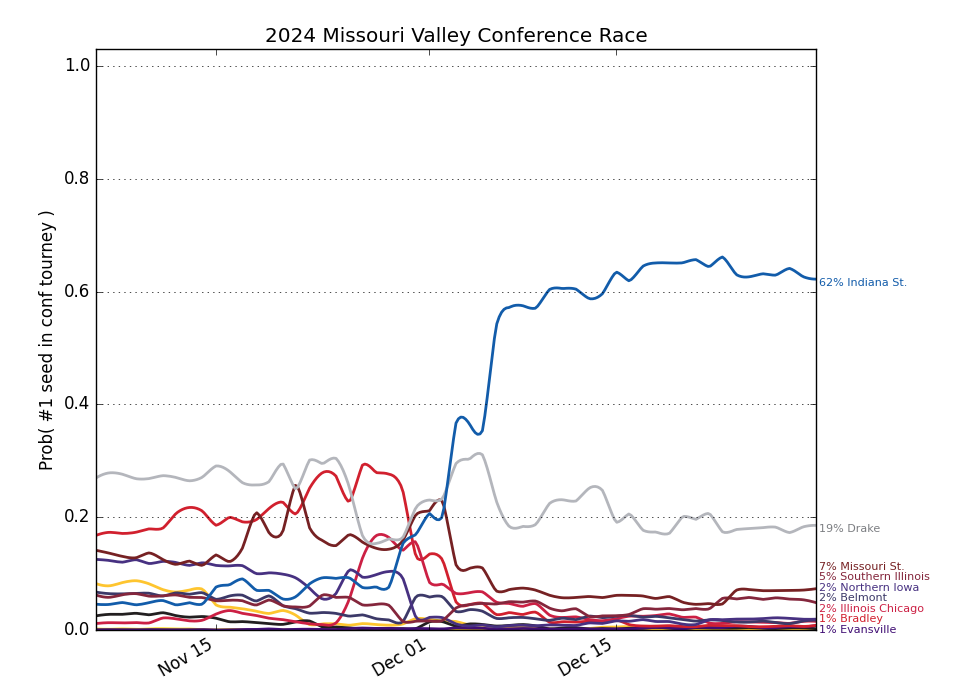 2024 Missouri Valley Conference Race
Prob( #1 seed in conf tourney )
1.0
0.8
0.6
0.4
0.2
0.0
Nov 15
Dec 01
Dec 15
62% Indiana St.
19% Drake
7% Missouri St.
5% Southern Illinois
2% Northern Iowa
2% Belmont
2% Illinois Chicago
1% Bradley
1% Evansville